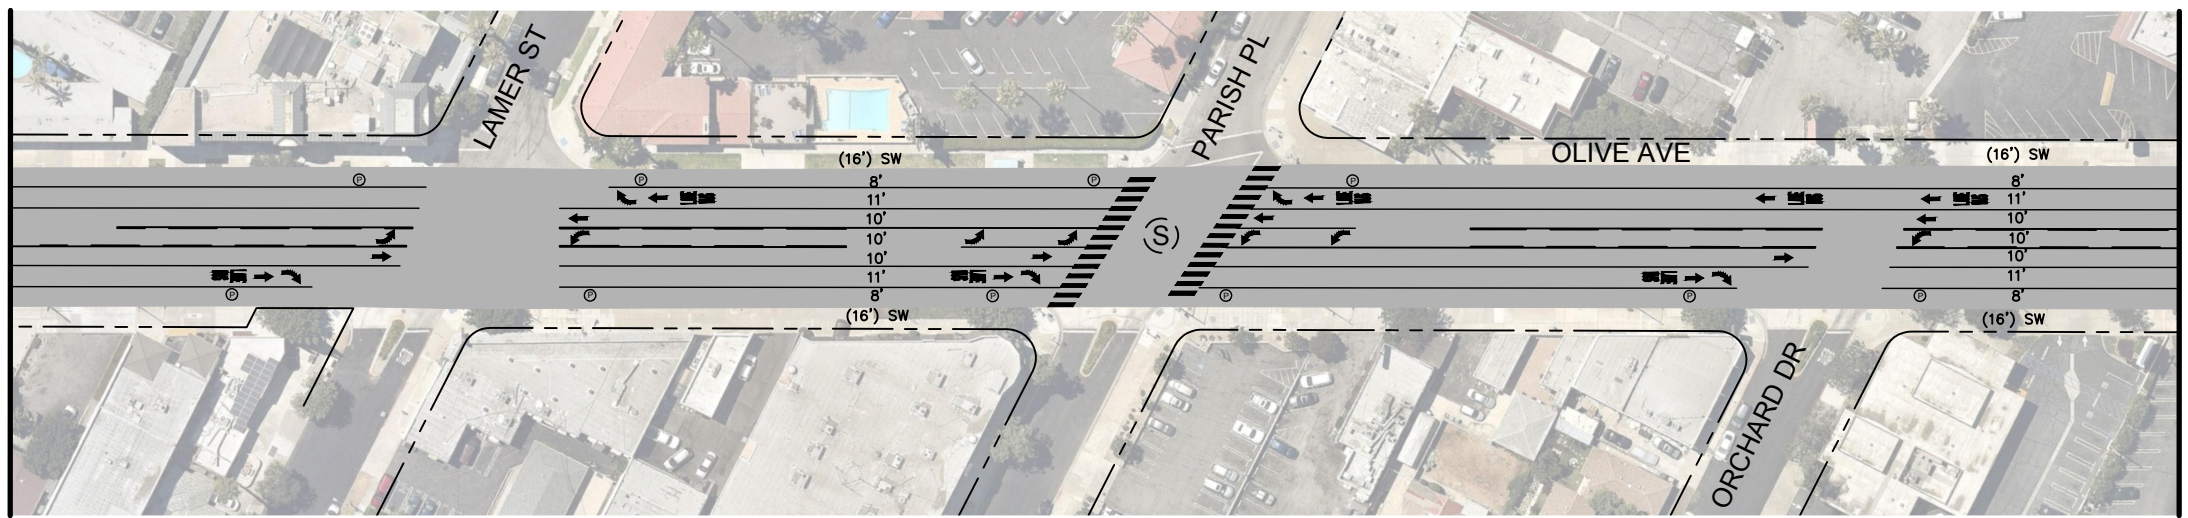 LAMER ST
PARISH PL
OLIVE AVE
(16') SW
(16') SW
P
P
P
P
8'
11'
10'
10'
10'
11'
8'
8'
11'
10'
10'
10'
11'
8'
S
P
P
P
P
P
P
(16') SW
(16') SW
ORCHARD DR